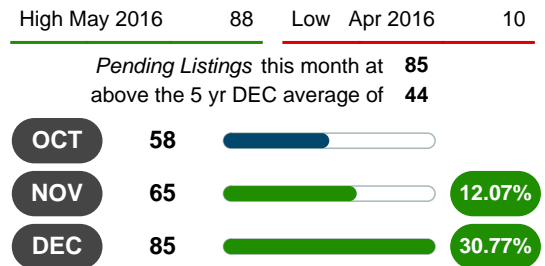 High May 2016 88 Low Apr 2016 10
Pending Listings this month at 85
above the 5 yr DEC average of 44
OCT 58
NOV 65 12.07%
DEC 85 30.77%